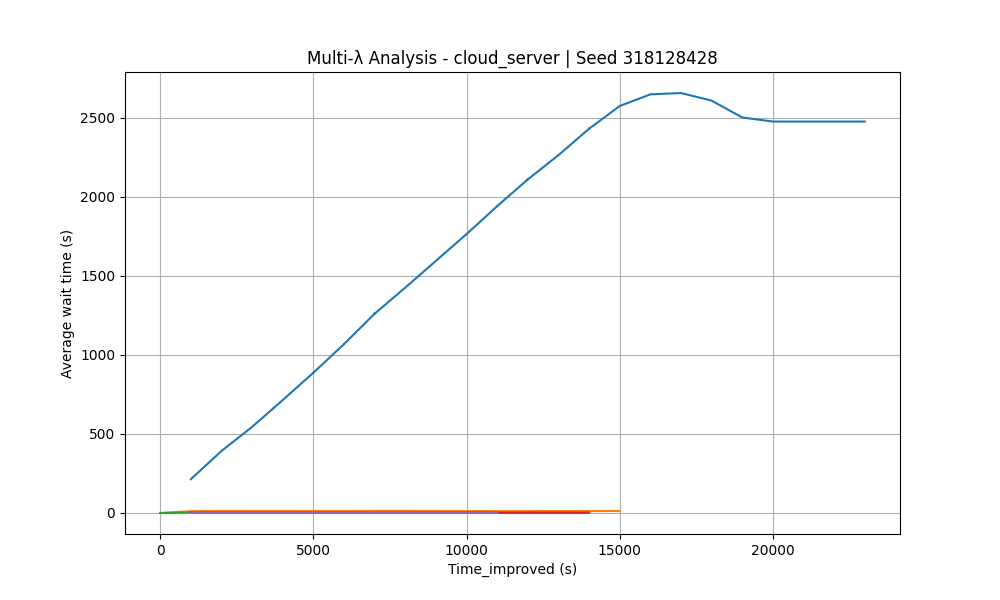 Multi-λ Analysis - cloud_server | Seed 318128428
2500
2000
1500
1000
500
0
Average wait time (s)
0 5000 10000 15000 20000
Time_improved (s)